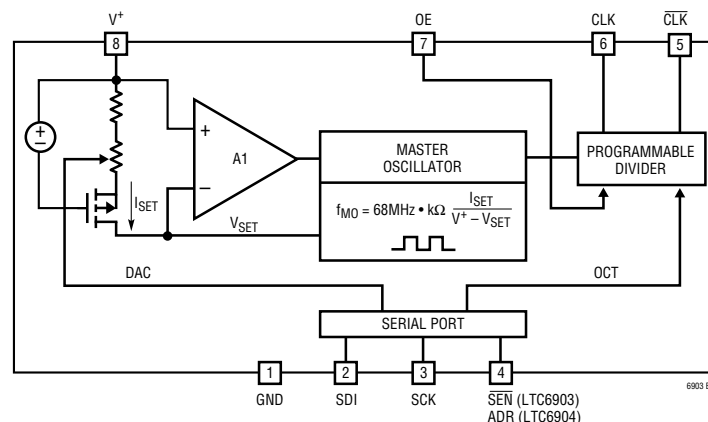 V+ OE CLK CLK
8 7 6 5
+
–
+
A1
–
MASTER
OSCILLATOR
PROGRAMMABLE
DIVIDER
ISET
fMO = 68MHz • kΩ ISET / V+ – VSET
VSET
DAC
OCT
SERIAL PORT
1 2 3 4
GND SDI SCK SEN (LTC6903)
ADR (LTC6904)